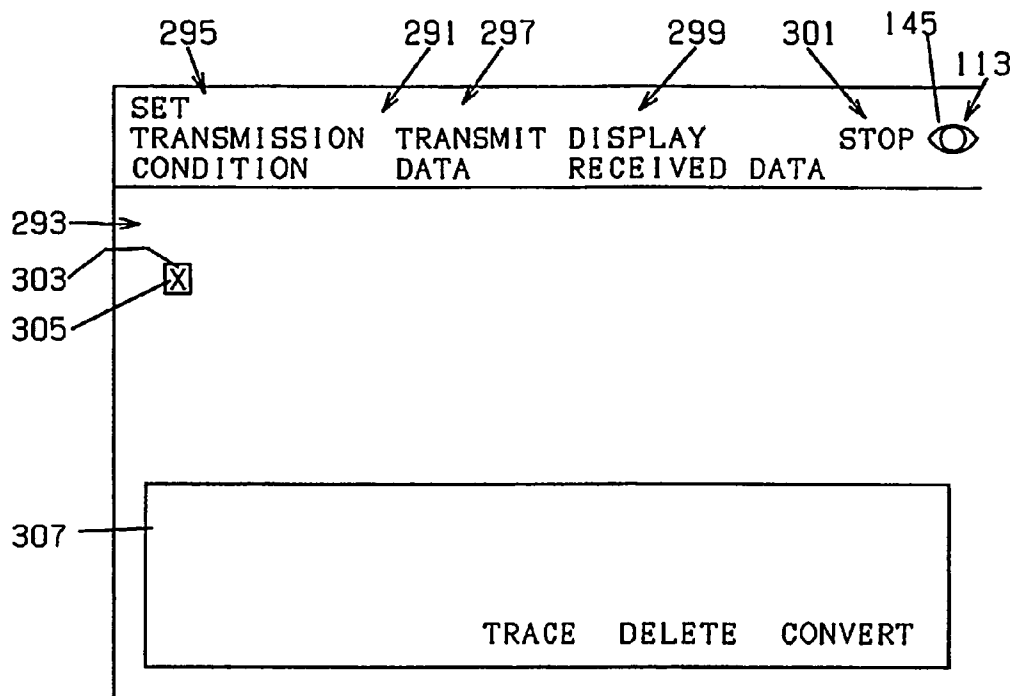 295 291 297 299 301 145 113
SET
TRANSMISSION TRANSMIT DISPLAY STOP
CONDITION DATA RECEIVED DATA
293
303 X
305
307
TRACE DELETE CONVERT